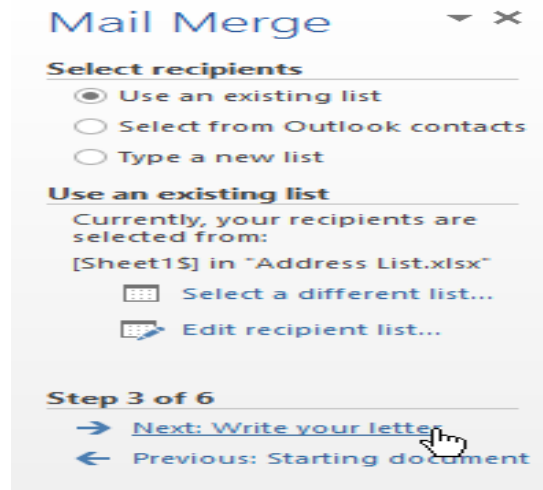 Mail Merge
Select recipients
Use an existing list
Select from Outlook contacts
Type a new list
Use an existing list
Currently, your recipients are
selected from:
[Sheet1$] in "Address List.xlsx"
Select a different list...
Edit recipient list...
Step 3 of 6
Next: Write your letter
Previous: Starting document